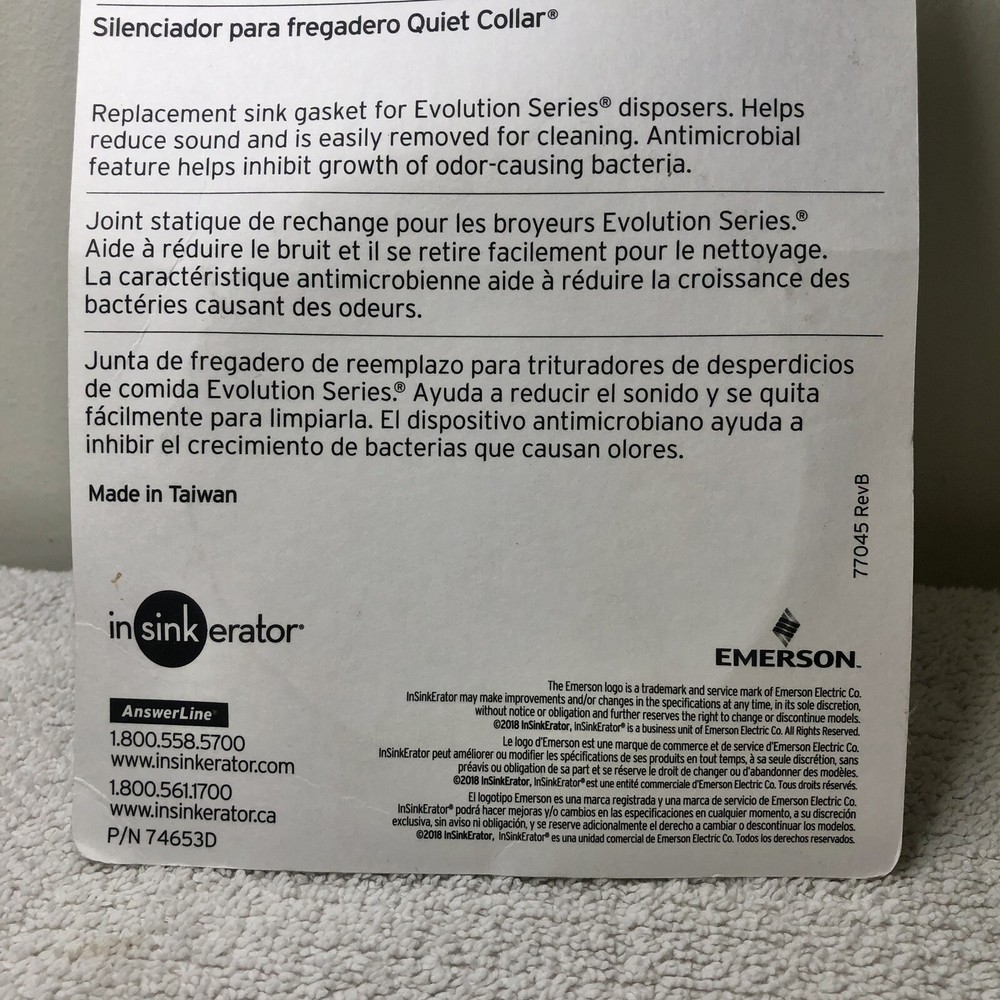 Silenciador para fregadero Quiet Collar®
Replacement sink gasket for Evolution Series® disposers. Helps
reduce sound and is easily removed for cleaning. Antimicrobial
feature helps inhibit growth of odor-causing bacteria.
Joint statique de rechange pour les broyeurs Evolution Series.®
Aide à réduire le bruit et il se retire facilement pour le nettoyage.
La caractéristique antimicrobienne aide à réduire la croissance des
bactéries causant des odeurs.
Junta de fregadero de reemplazo para trituradores de desperdicios
de comida Evolution Series.® Ayuda a reducir el sonido y se quita
fácilmente para limpiarla. El dispositivo antimicrobiano ayuda a
inhibir el crecimiento de bacterias que causan olores.
Made in Taiwan
77045 RevB
insinkerator®
EMERSON™
AnswerLine®
1.800.558.5700
www.insinkerator.com
1.800.561.1700
www.insinkerator.ca
P/N 74653D
The Emerson logo is a trademark and service mark of Emerson Electric Co.
InSinkErator may make improvements and/or changes in the specifications at any time, in its sole discretion,
without notice or obligation and further reserves the right to change or discontinue models.
©2018 InSinkErator, InSinkErator® is a business unit of Emerson Electric Co. All Rights Reserved.
Le logo d'Emerson est une marque de commerce et de service d'Emerson Electric Co.
InSinkErator peut améliorer ou modifier les spécifications de ses produits en tout temps, à sa seule discrétion, sans
préavis ou obligation de sa part et se réserve le droit de changer ou d'abandonner des modèles.
©2018 InSinkErator, InSinkErator® est une entité commerciale d'Emerson Electric Co. Tous droits réservés.
El logotipo Emerson es una marca registrada y una marca de servicio de Emerson Electric Co.
InSinkErator® podrá hacer mejoras y/o cambios en las especificaciones en cualquier momento, a su discreción
exclusiva, sin aviso ni obligación, y se reserve adicionalmente el derecho a cambiar o descontinuar los modelos.
©2018 InSinkErator, InSinkErator® es una unidad comercial de Emerson Electric Co. Todos los derechos reservados.